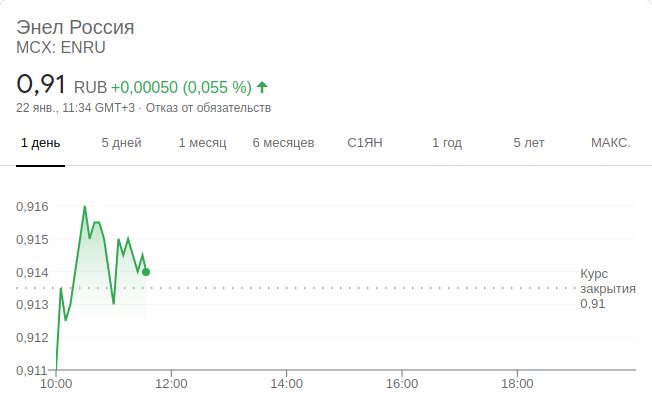 Энел Россия
MCX: ENRU
0,91 RUB +0,00050 (0,055 %) ↑
22 янв., 11:34 GMT+3 · Отказ от обязательств
1 день 5 дней 1 месяц 6 месяцев С1ЯН 1 год 5 лет МАКС.
0,916
0,915
0,914
Курс
закрытия
0,91
0,913
0,912
0,911
10:00 12:00 14:00 16:00 18:00